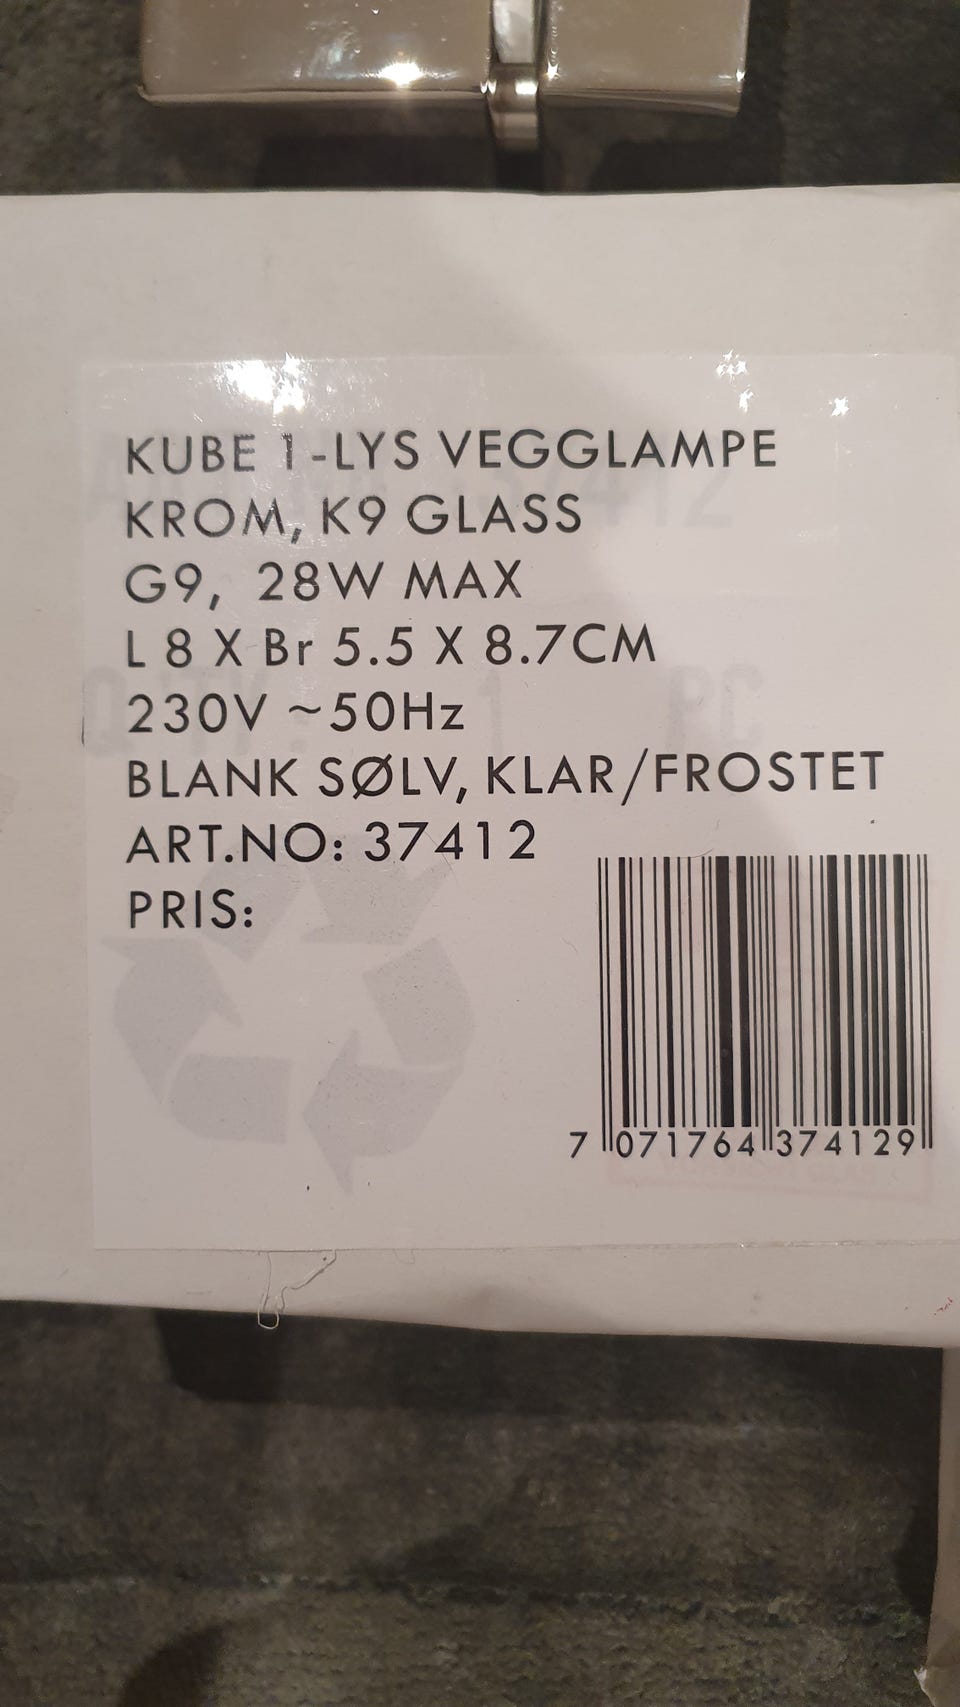 KUBE 1-LYS VEGGLAMPE
KROM, K9 GLASS
G9, 28W MAX
L 8 X Br 5.5 X 8.7CM
230V ~50Hz
BLANK SØLV, KLAR/FROSTET
ART.NO: 37412
PRIS:
7 071764 374129